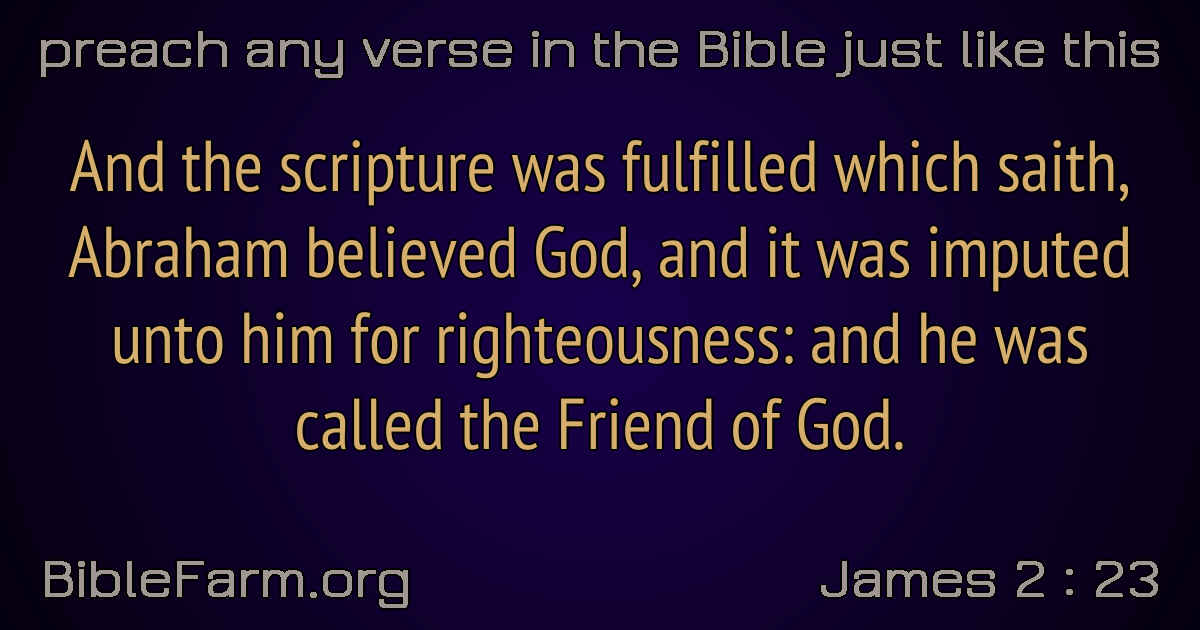 preach any verse in the Bible just like this
And the scripture was fulfilled which saith,
Abraham believed God, and it was imputed
unto him for righteousness: and he was
called the Friend of God.
BibleFarm.org
James 2 : 23